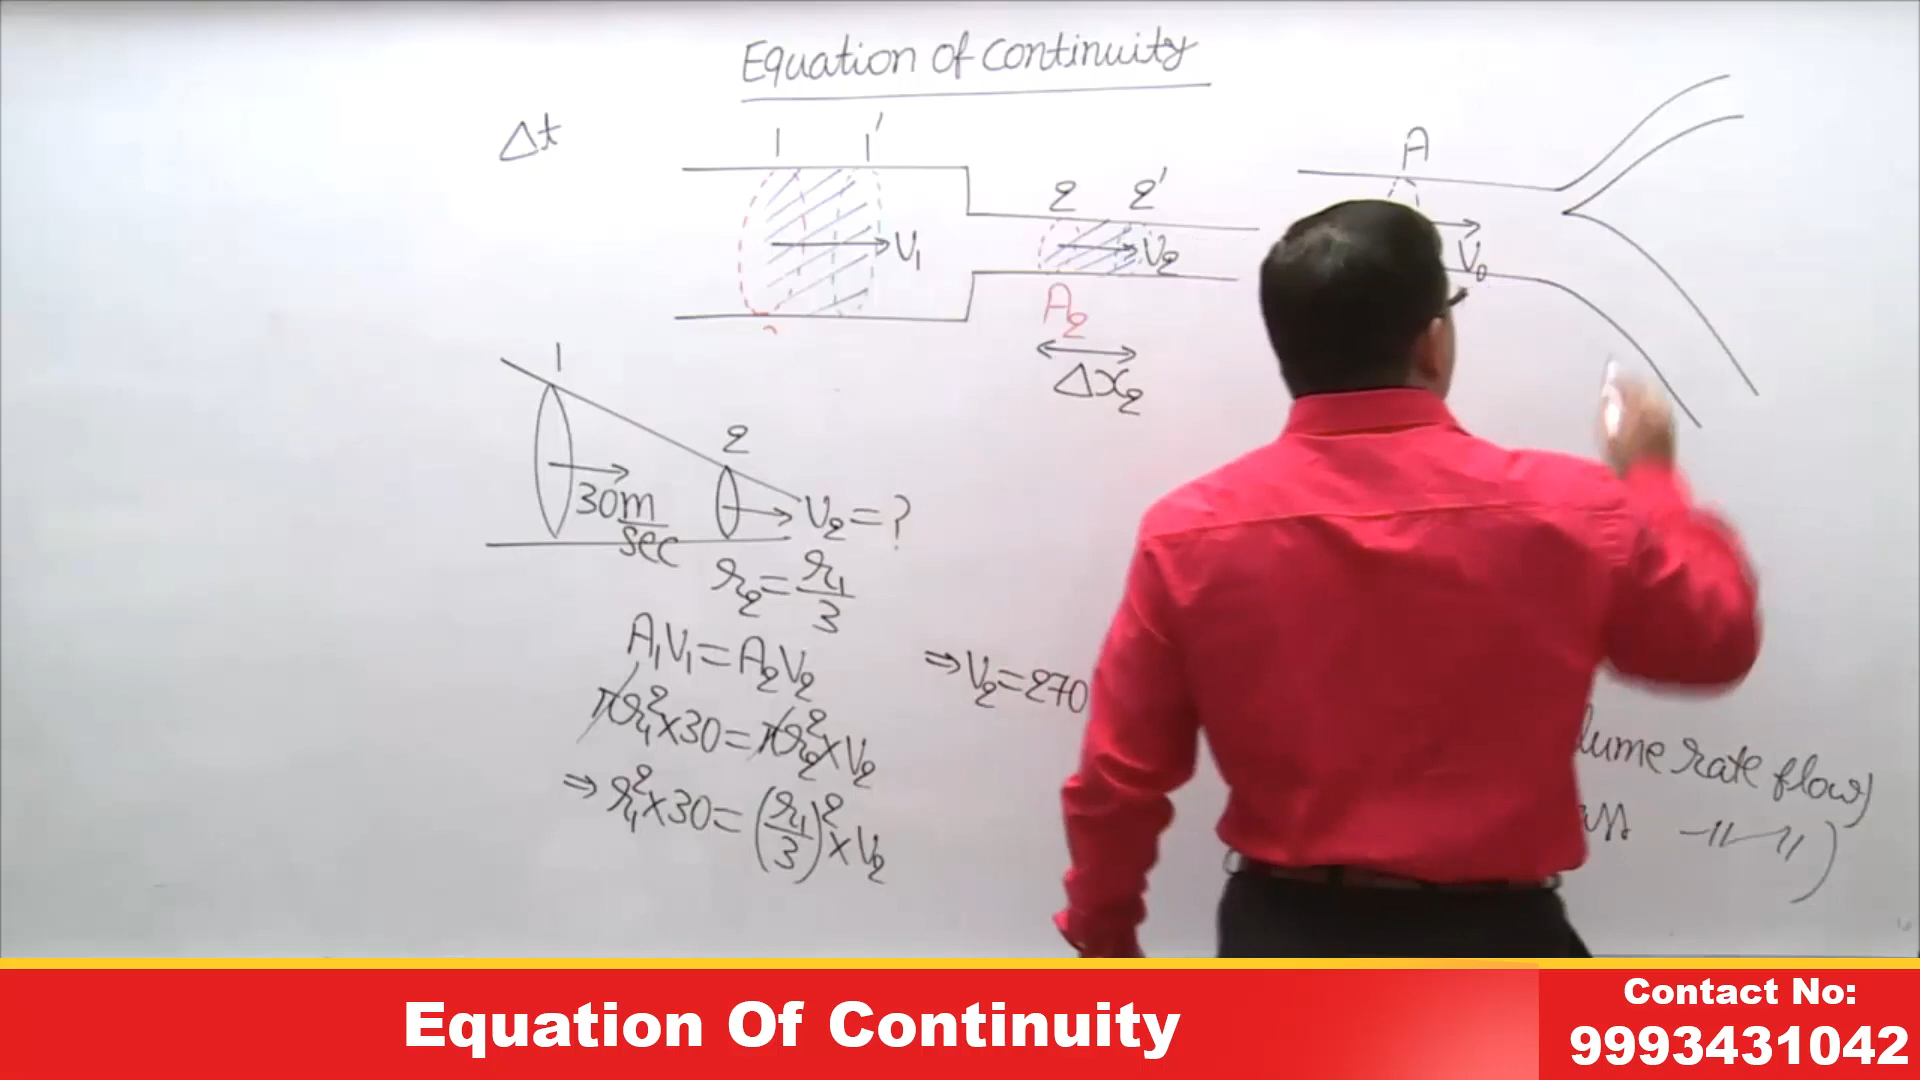 Equation of Continuity
Δt
1 1'
V₁
2 2'
V₂
A₂
Δx₂
A
V₀
1
30 m/sec
2
V₂ = ?
r₂ = r₁/3
A₁V₁ = A₂V₂
πr₁² × 30 = πr₂² × V₂
⇒ r₁² × 30 = (r₁/3)² × V₂
⇒ V₂ = 270
lume rate flow)
ass —〃—〃)
Equation Of Continuity
Contact No:
9993431042